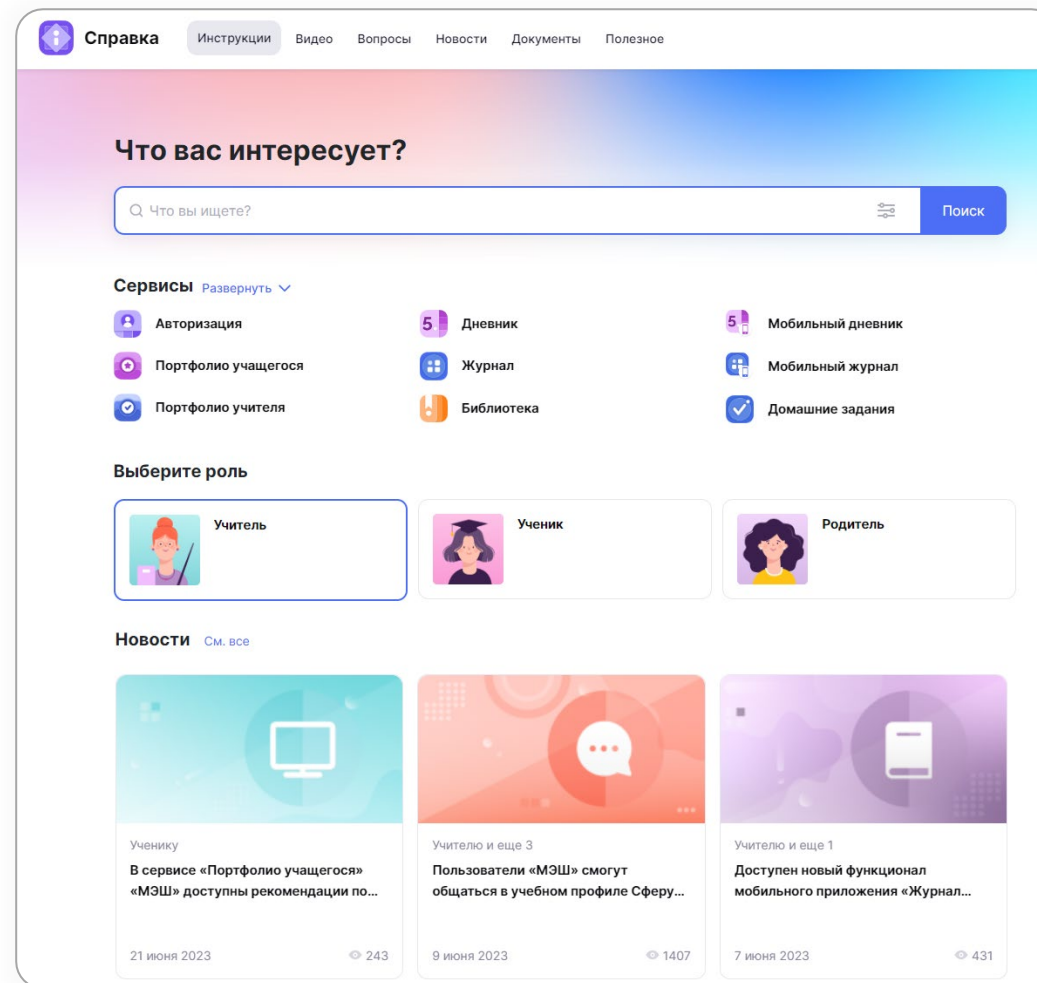 Справка
Инструкции Видео Вопросы Новости Документы Полезное
Что вас интересует?
Что вы ищете? Поиск
Сервисы Развернуть
Авторизация
5. Дневник
5 Мобильный дневник
Портфолио учащегося
Журнал
Мобильный журнал
Портфолио учителя
Библиотека
Домашние задания
Выберите роль
Учитель
Ученик
Родитель
Новости См. все
Ученику
В сервисе «Портфолио учащегося»
«МЭШ» доступны рекомендации по...
21 июня 2023 243
Учителю и еще 3
Пользователи «МЭШ» смогут
общаться в учебном профиле Сферу...
9 июня 2023 1407
Учителю и еще 1
Доступен новый функционал
мобильного приложения «Журнал...
7 июня 2023 431